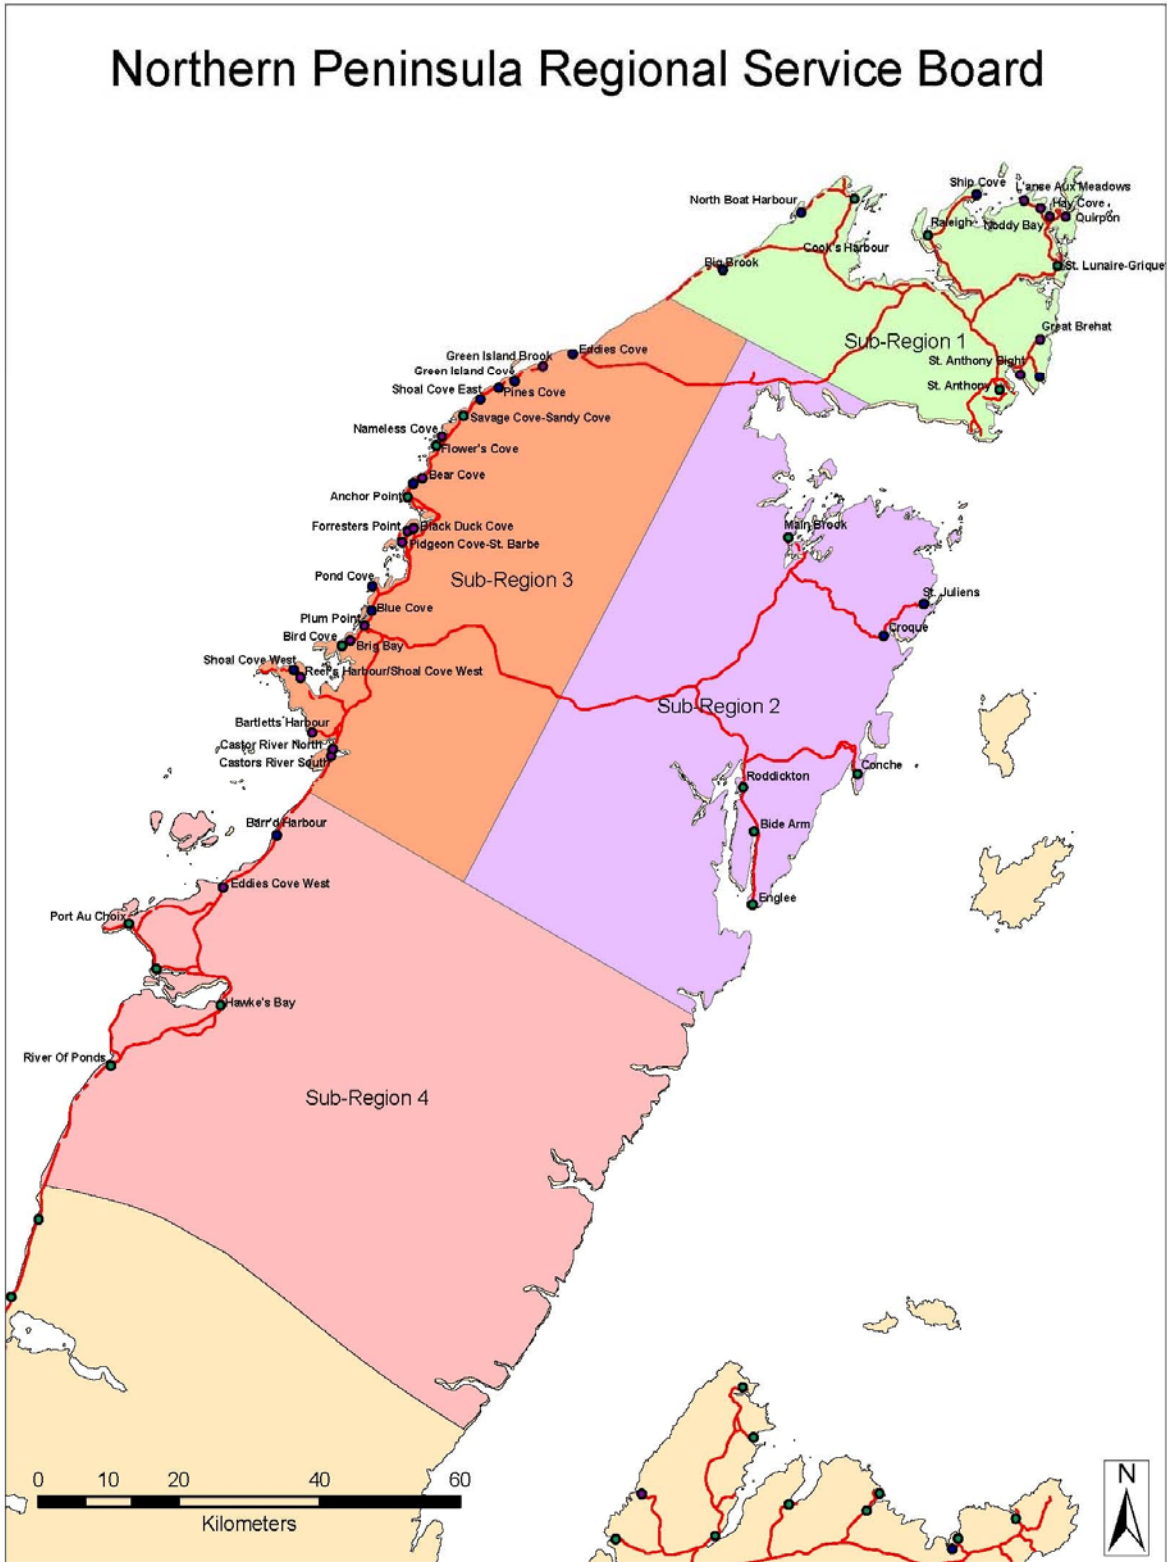 Northern Peninsula Regional Service Board
Ship Cove
L'anse Aux Meadows
North Boat Harbour
Hay Cove
Quirpon
Raleigh
Noddy Bay
Cook's Harbour
Big Brook
St. Lunaire-Griquet
Great Brehat
Sub-Region 1
Eddies Cove
Green Island Brook
St. Anthony Bight
Green Island Cove
St. Anthony
Shoal Cove East
Pines Cove
Savage Cove-Sandy Cove
Nameless Cove
Flower's Cove
Bear Cove
Anchor Point
Forresters Point
Black Duck Cove
Main Brook
Pidgeon Cove-St. Barbe
Pond Cove
Sub-Region 3
St. Juliens
Blue Cove
Plum Point
Croque
Bird Cove
Brig Bay
Shoal Cove West
Reef's Harbour/Shoal Cove West
Sub-Region 2
Bartletts Harbour
Castor River North
Castors River South
Conche
Roddickton
Barr'd Harbour
Bide Arm
Eddies Cove West
Englee
Port Au Choix
Hawke's Bay
River Of Ponds
Sub-Region 4
0 10 20 40 60
Kilometers
N